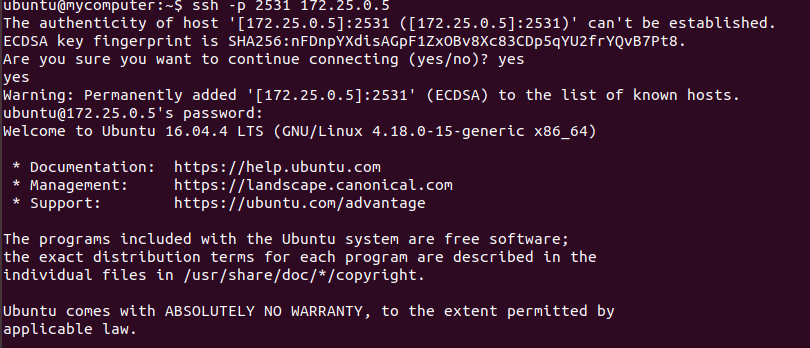 ubuntu@mycomputer:~$ ssh -p 2531 172.25.0.5
The authenticity of host '[172.25.0.5]:2531 ([172.25.0.5]:2531)' can't be established.
ECDSA key fingerprint is SHA256:nFDnpYXdisAGpF1ZxOBv8Xc83CDp5qYU2frYQvB7Pt8.
Are you sure you want to continue connecting (yes/no)? yes
yes
Warning: Permanently added '[172.25.0.5]:2531' (ECDSA) to the list of known hosts.
ubuntu@172.25.0.5's password:
Welcome to Ubuntu 16.04.4 LTS (GNU/Linux 4.18.0-15-generic x86_64)

 * Documentation:  https://help.ubuntu.com
 * Management:     https://landscape.canonical.com
 * Support:        https://ubuntu.com/advantage

The programs included with the Ubuntu system are free software;
the exact distribution terms for each program are described in the
individual files in /usr/share/doc/*/copyright.

Ubuntu comes with ABSOLUTELY NO WARRANTY, to the extent permitted by
applicable law.